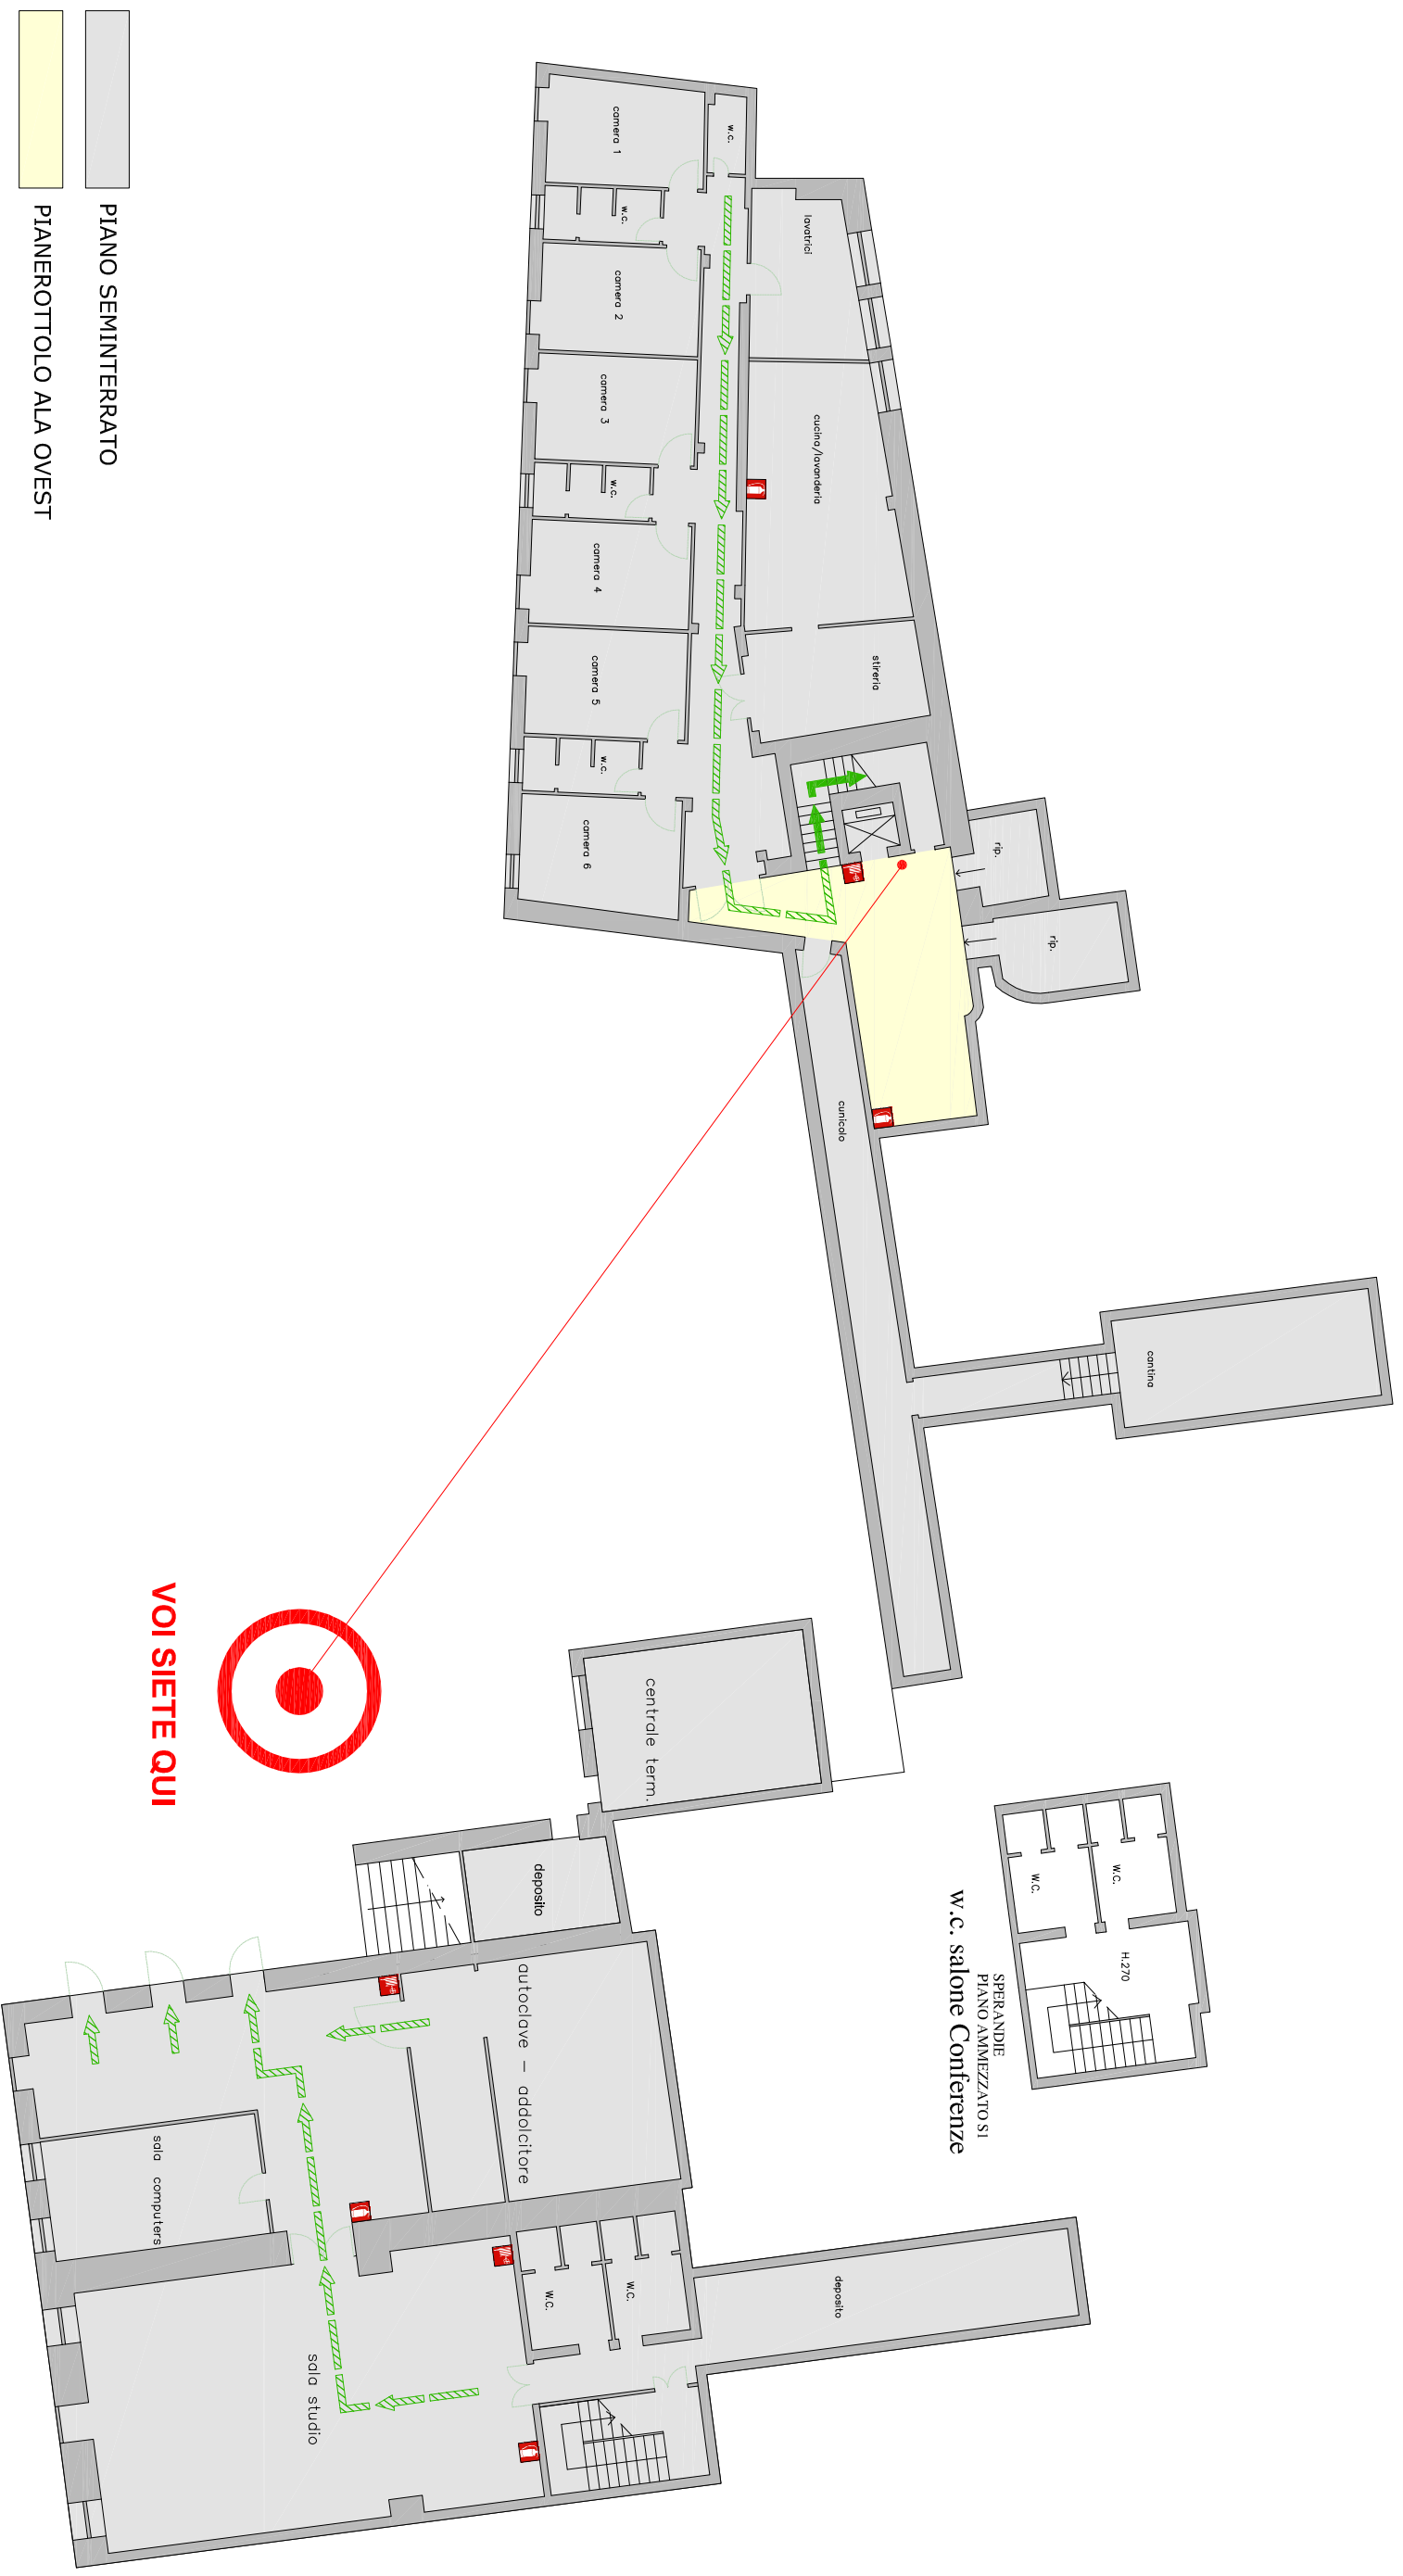 PIANO SEMINTERRATO
PIANEROTTOLO ALA OVEST
w.c.
camera 1
lavatrici
w.c.
camera 2
camera 3
cucina/lavanderia
w.c.
camera 4
camera 5
stireria
w.c.
camera 6
rip.
rip.
cunicolo
cantina
VOI SIETE QUI
centrale term.
deposito
W.C.
W.C.
H.270
SPERANDIE
PIANO AMMEZZATO S1
w.c. salone Conferenze
autoclave - addolcitore
sala computers
W.C.
W.C.
deposito
sala studio